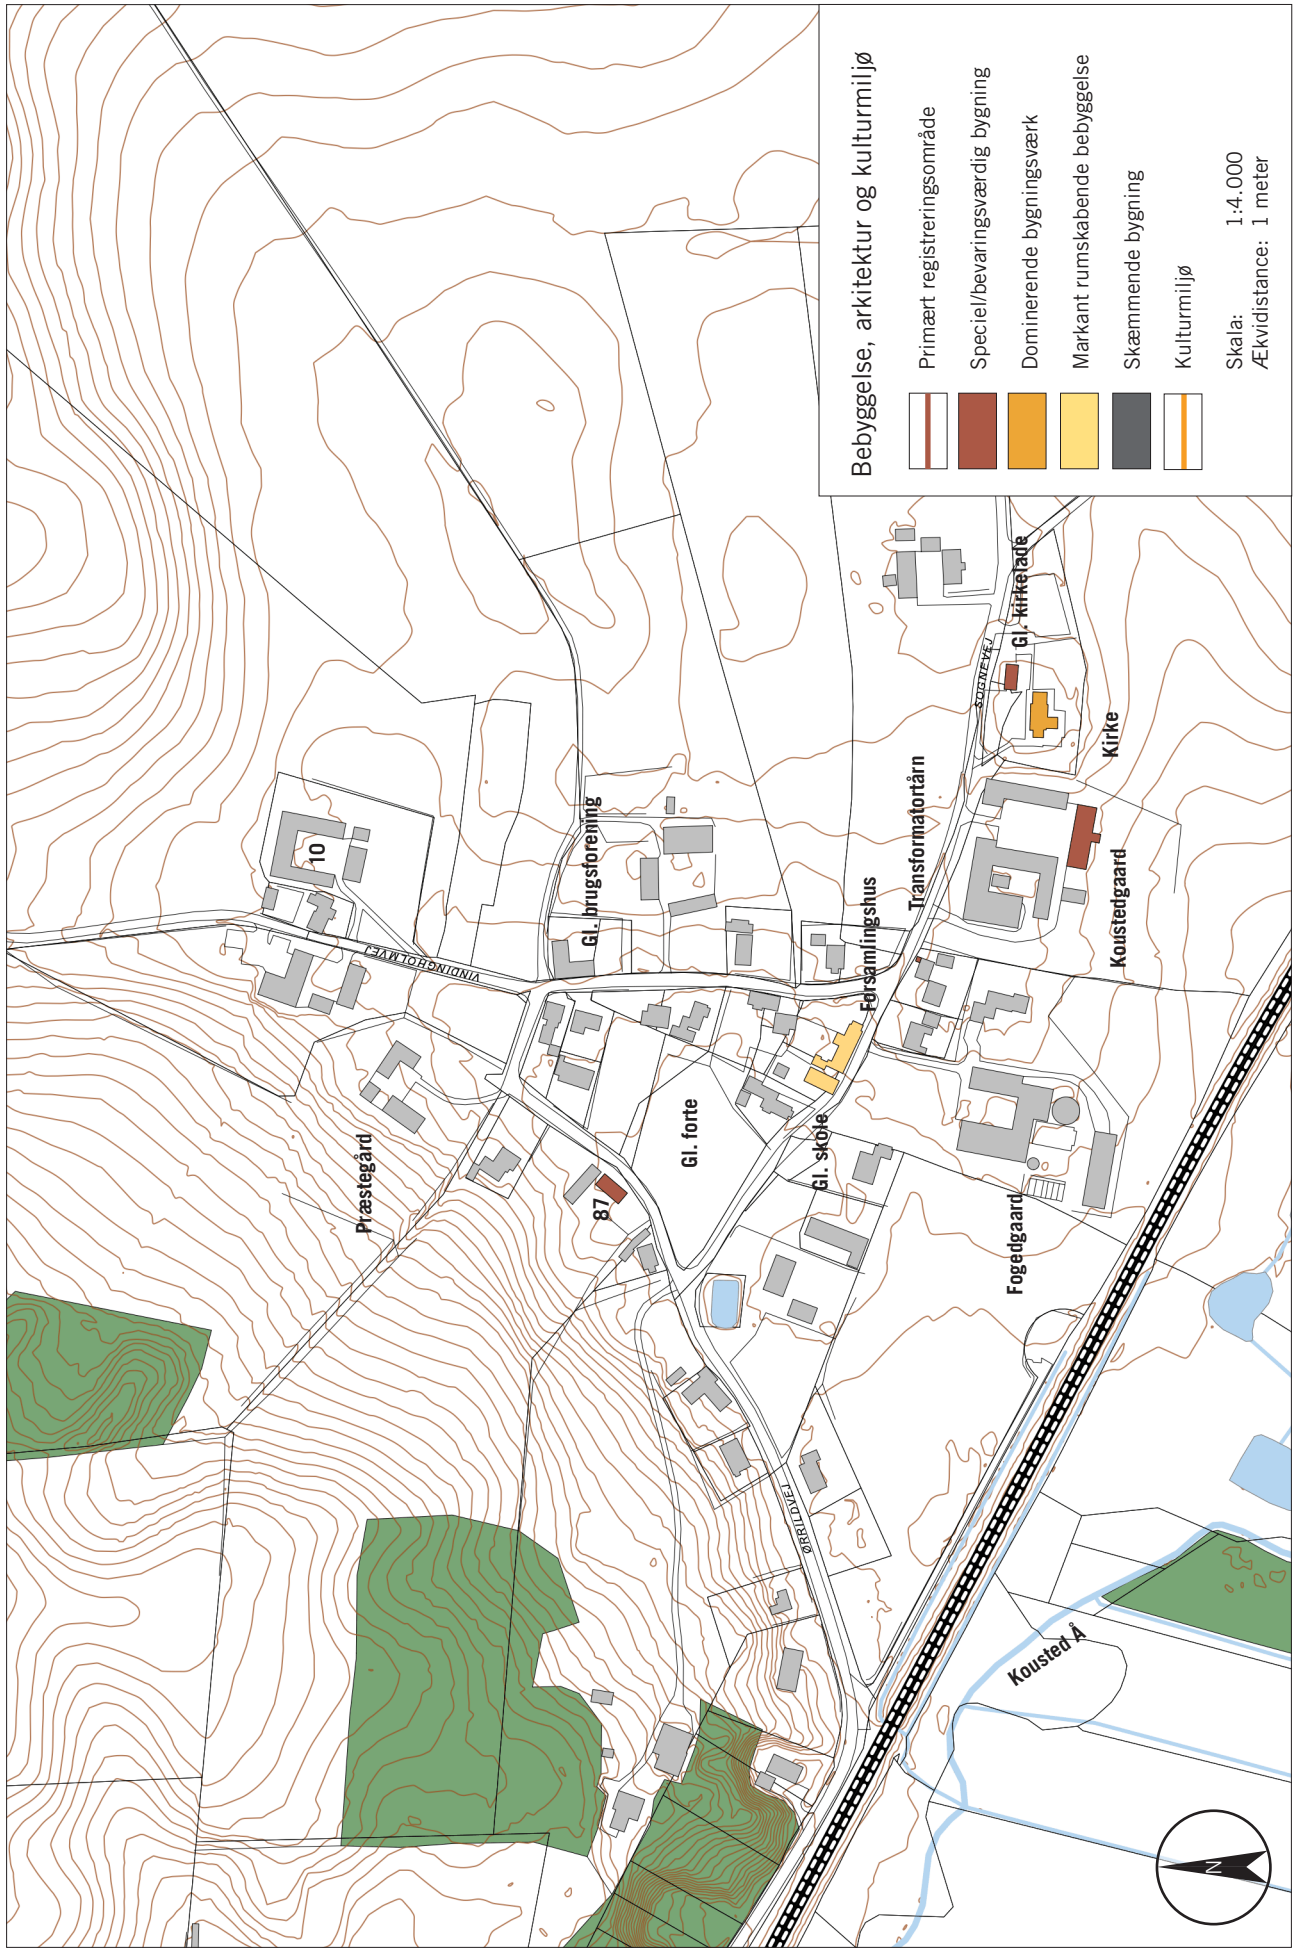 Bebyggelse, arkitektur og kulturmiljø
Primært registreringsområde
Speciel/bevaringsværdig bygning
Dominerende bygningsværk
Markant rumskabende bebyggelse
Skæmmende bygning
Kulturmiljø
Skala: 1:4.000
Ækvidistance: 1 meter
Præstegård
10
VINDINGHOLMVEJ
Gl. brugsforening
87
Gl. forte
Gl. skole
Forsamlingshus
Transformatortårn
SOGNEVEJ
Gl. kirkelade
Kirke
Koustedgaard
Fogedgaard
ØRRILDVEJ
Kousted Å
N